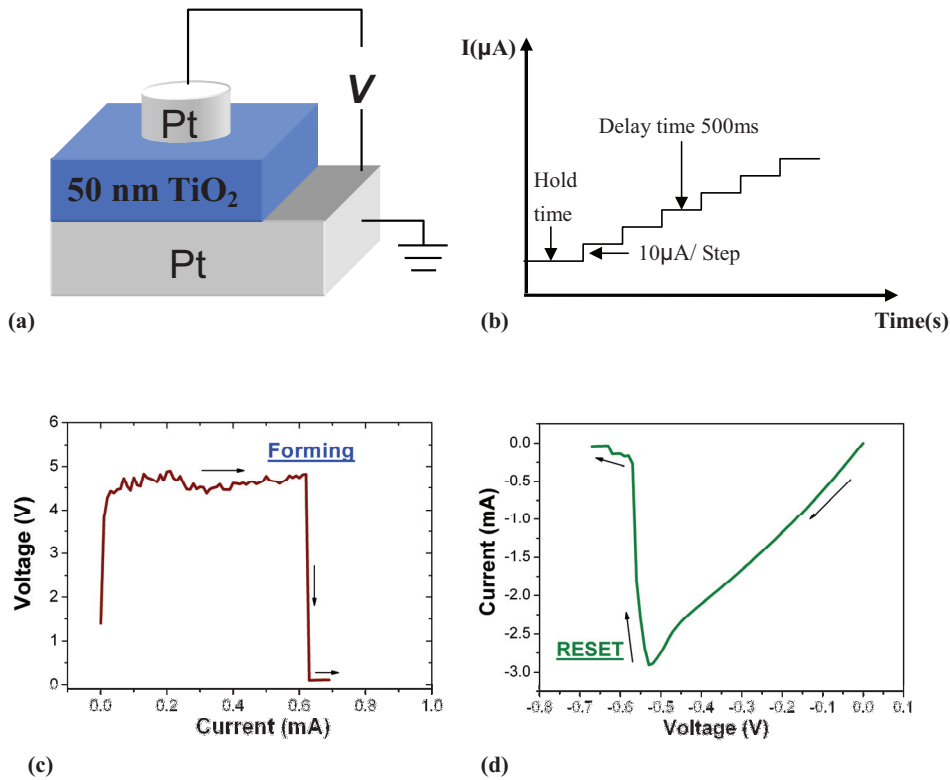 V
Pt
50 nm TiO₂
Pt
(a)
I(µA)
Delay time 500ms
Hold
time
10µA/ Step
(b)
Time(s)
Forming
Voltage (V)
6
5
4
3
2
1
0
0.0 0.2 0.4 0.6 0.8 1.0
Current (mA)
(c)
RESET
Current (mA)
0.0
-0.5
-1.0
-1.5
-2.0
-2.5
-3.0
-0.8 -0.7 -0.6 -0.5 -0.4 -0.3 -0.2 -0.1 0.0 0.1
Voltage (V)
(d)